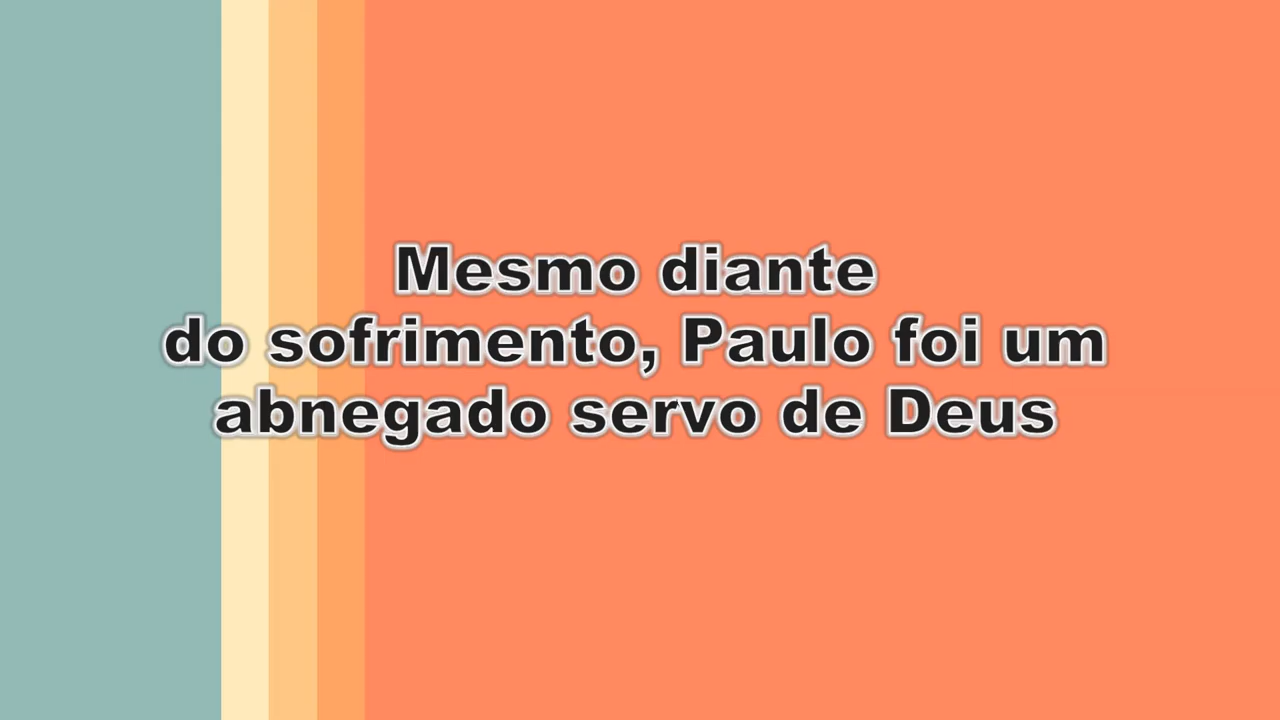 Mesmo diante
do sofrimento, Paulo foi um
abnegado servo de Deus